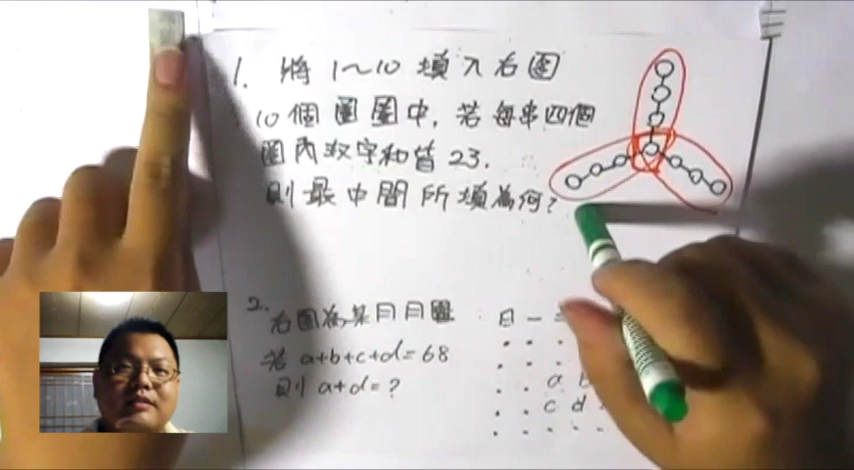 1. 將 1～10 填入右圖
10個圈圈中，若每串四個
圈內數字和皆 23.
則最中間所填為何?
2.
右圖為某月月曆
若 a+b+c+d=68
則 a+d=?
日 一
a b
c d